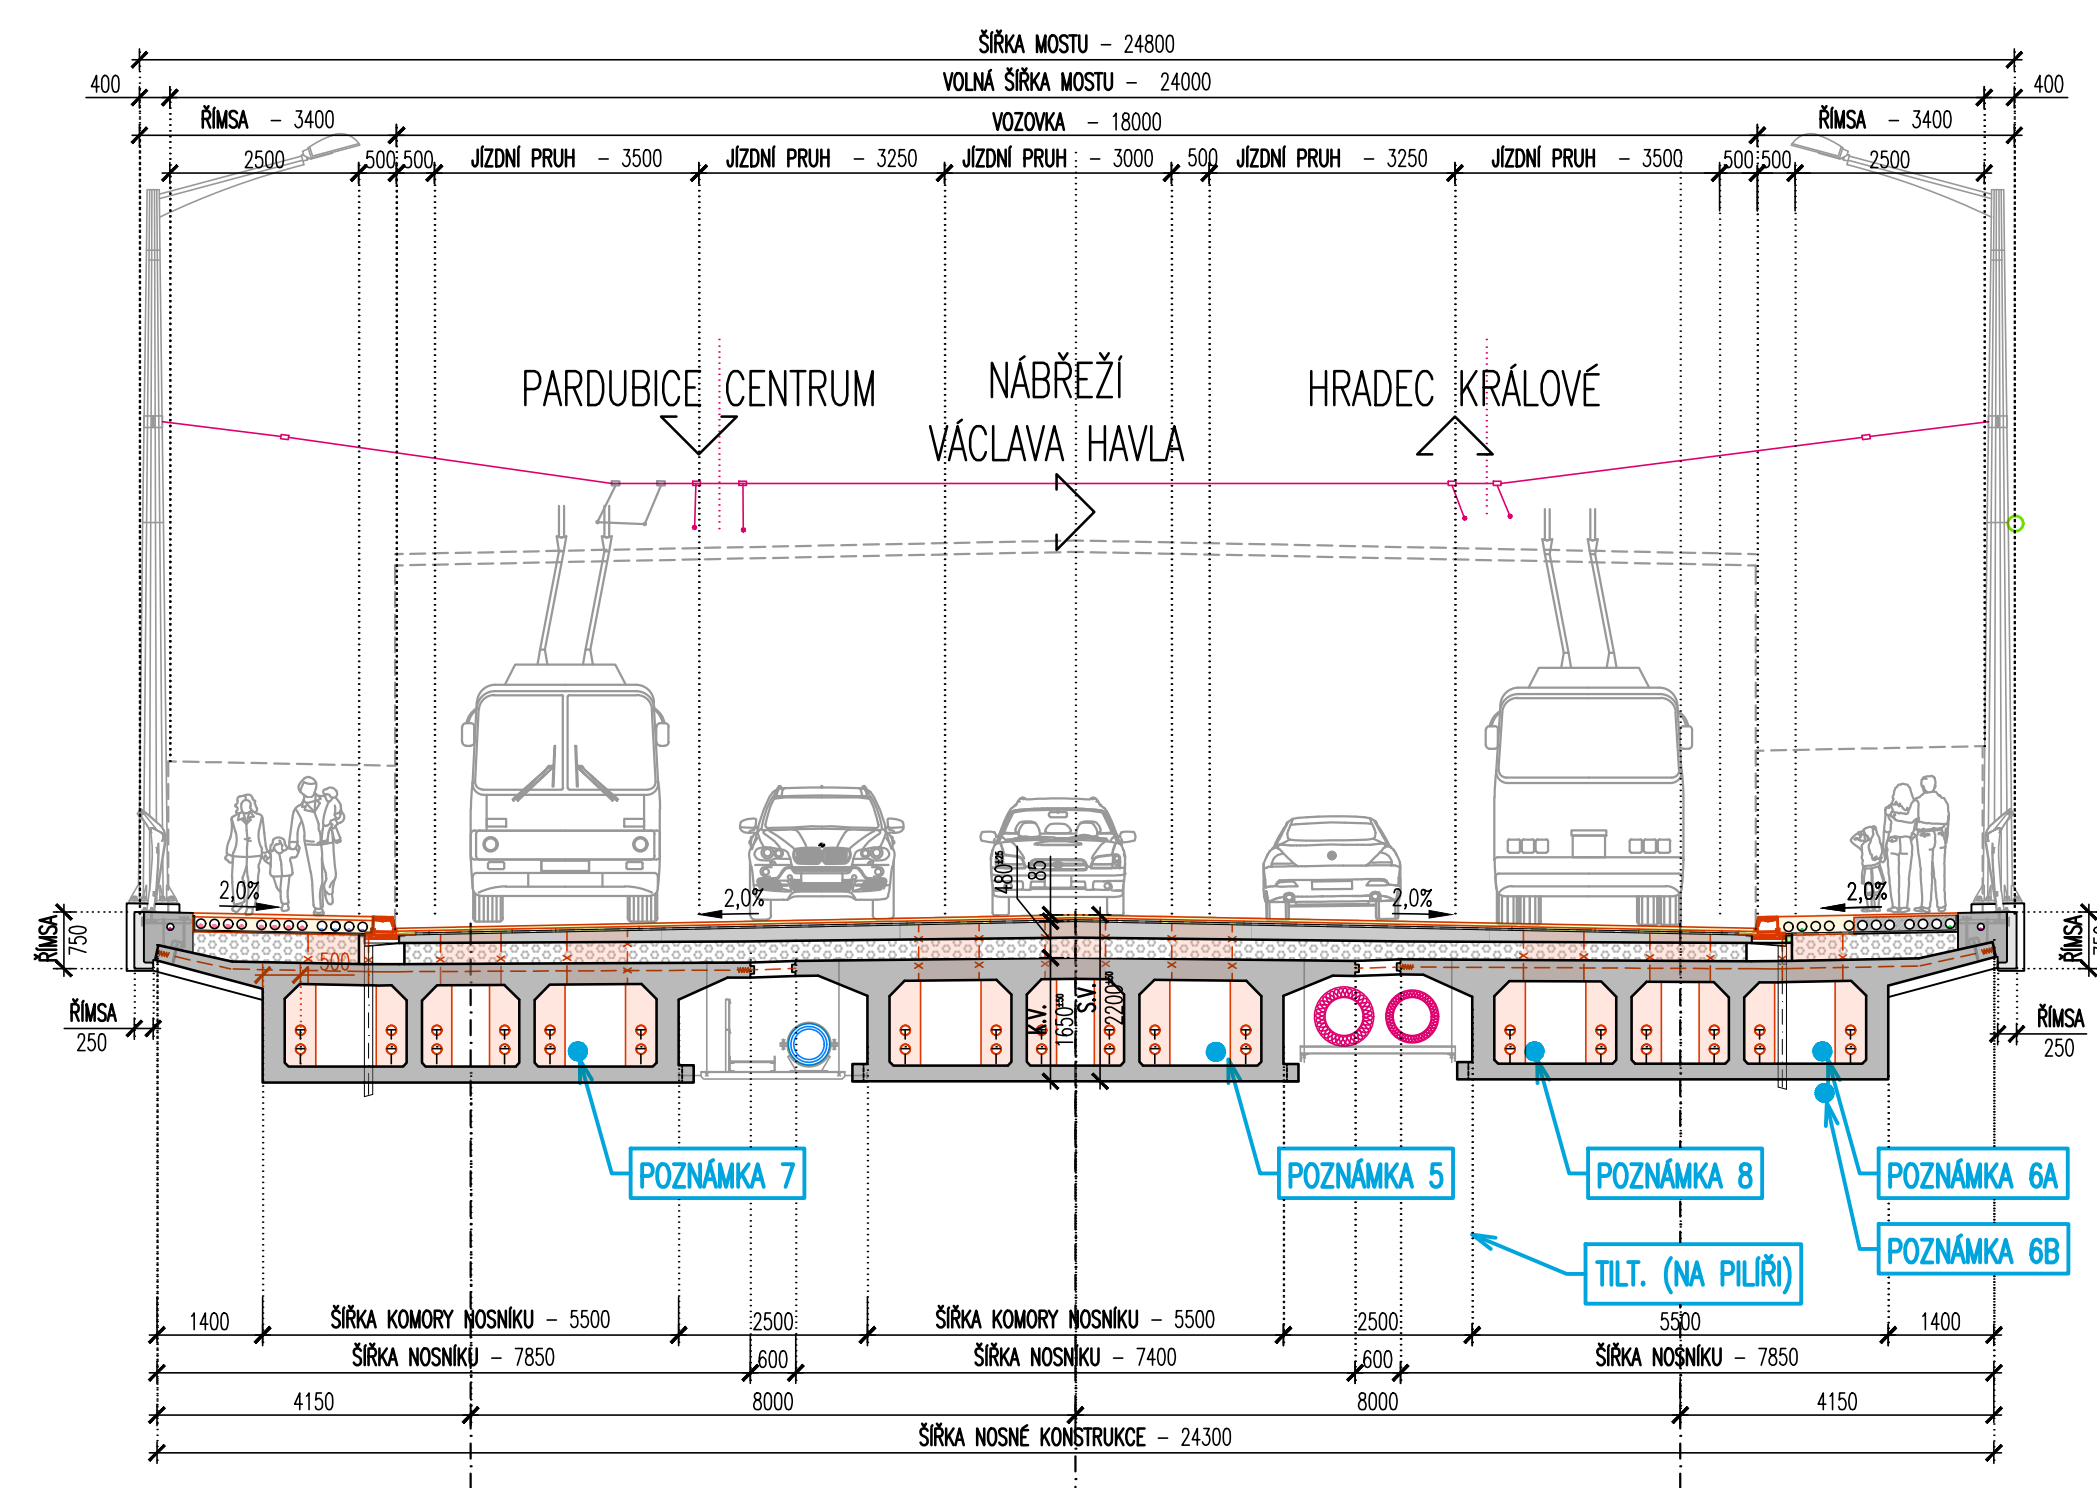 ŠÍŘKA MOSTU - 24800
400 VOLNÁ ŠÍŘKA MOSTU - 24000 400
ŘÍMSA - 3400 VOZOVKA - 18000 ŘÍMSA - 3400
2500 500 500 JÍZDNÍ PRUH - 3500 JÍZDNÍ PRUH - 3250 JÍZDNÍ PRUH - 3000 500 JÍZDNÍ PRUH - 3250 JÍZDNÍ PRUH - 3500 500 500 2500
PARDUBICE CENTRUM
NÁBŘEŽÍ
VÁCLAVA HAVLA
HRADEC KRÁLOVÉ
480±25
85
2,0% 2,0% 2,0% 2,0%
ŘÍMSA
750
500
K.V.
1650±50
S.V.
2200±50
ŘÍMSA
750
ŘÍMSA
250
ŘÍMSA
250
POZNÁMKA 7
POZNÁMKA 5
POZNÁMKA 8
POZNÁMKA 6A
POZNÁMKA 6B
TILT. (NA PILÍŘI)
1400 ŠÍŘKA KOMORY NOSNÍKU - 5500 2500 ŠÍŘKA KOMORY NOSNÍKU - 5500 2500 5500 1400
ŠÍŘKA NOSNÍKU - 7850 600 ŠÍŘKA NOSNÍKU - 7400 600 ŠÍŘKA NOSNÍKU - 7850
4150 8000 8000 4150
ŠÍŘKA NOSNÉ KONSTRUKCE - 24300